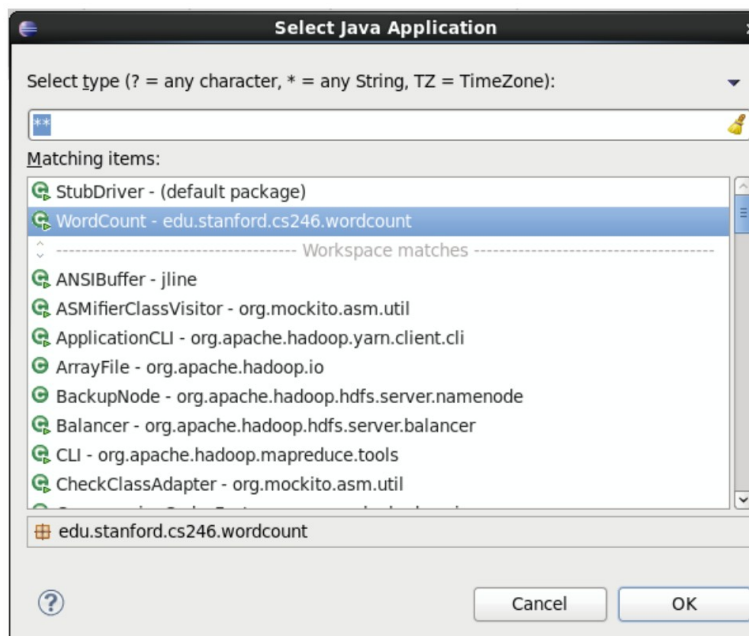 Select Java Application
Select type (? = any character, * = any String, TZ = TimeZone):
**
Matching items:
StubDriver - (default package)
WordCount - edu.stanford.cs246.wordcount
Workspace matches
ANSIBuffer - jline
ASMifierClassVisitor - org.mockito.asm.util
ApplicationCLI - org.apache.hadoop.yarn.client.cli
ArrayFile - org.apache.hadoop.io
BackupNode - org.apache.hadoop.hdfs.server.namenode
Balancer - org.apache.hadoop.hdfs.server.balancer
CLI - org.apache.hadoop.mapreduce.tools
CheckClassAdapter - org.mockito.asm.util
edu.stanford.cs246.wordcount
Cancel
OK